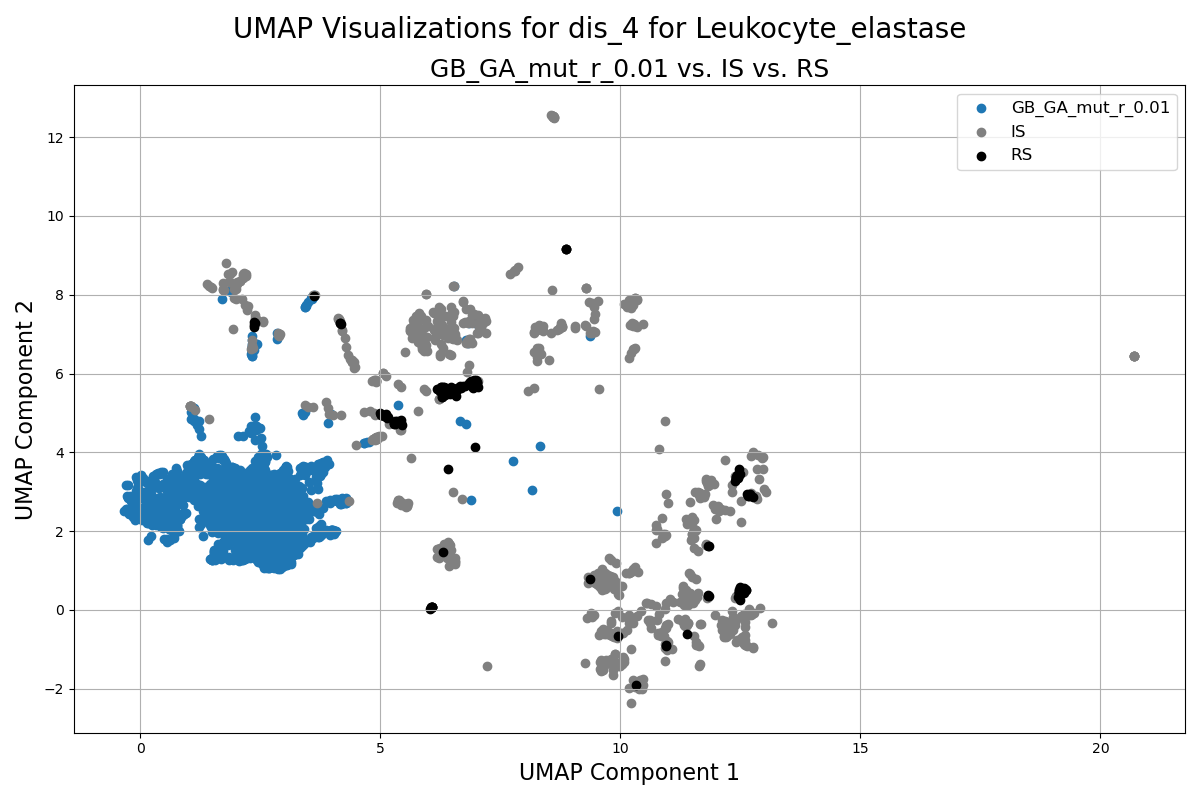 UMAP Visualizations for dis_4 for Leukocyte_elastase
GB_GA_mut_r_0.01 vs. IS vs. RS
GB_GA_mut_r_0.01
IS
RS
12
10
8
6
4
2
0
−2
UMAP Component 2
0
5
10
15
20
UMAP Component 1